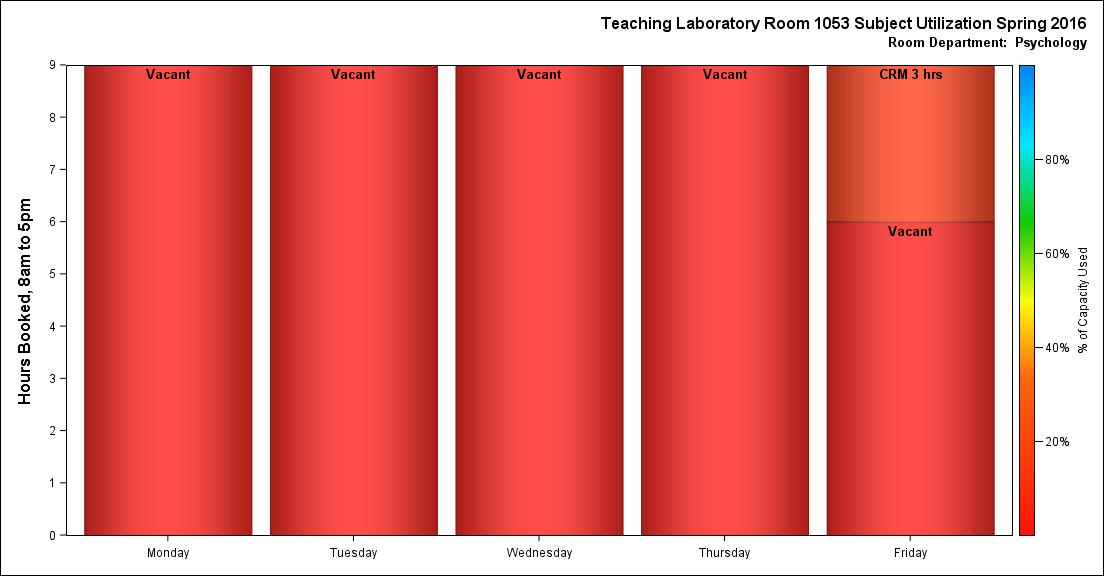 Teaching Laboratory Room 1053 Subject Utilization Spring 2016
Room Department: Psychology
Hours Booked, 8am to 5pm
9
8
7
6
5
4
3
2
1
0
Vacant
Vacant
Vacant
Vacant
CRM 3 hrs
Vacant
Monday
Tuesday
Wednesday
Thursday
Friday
80%
60%
40%
20%
% of Capacity Used